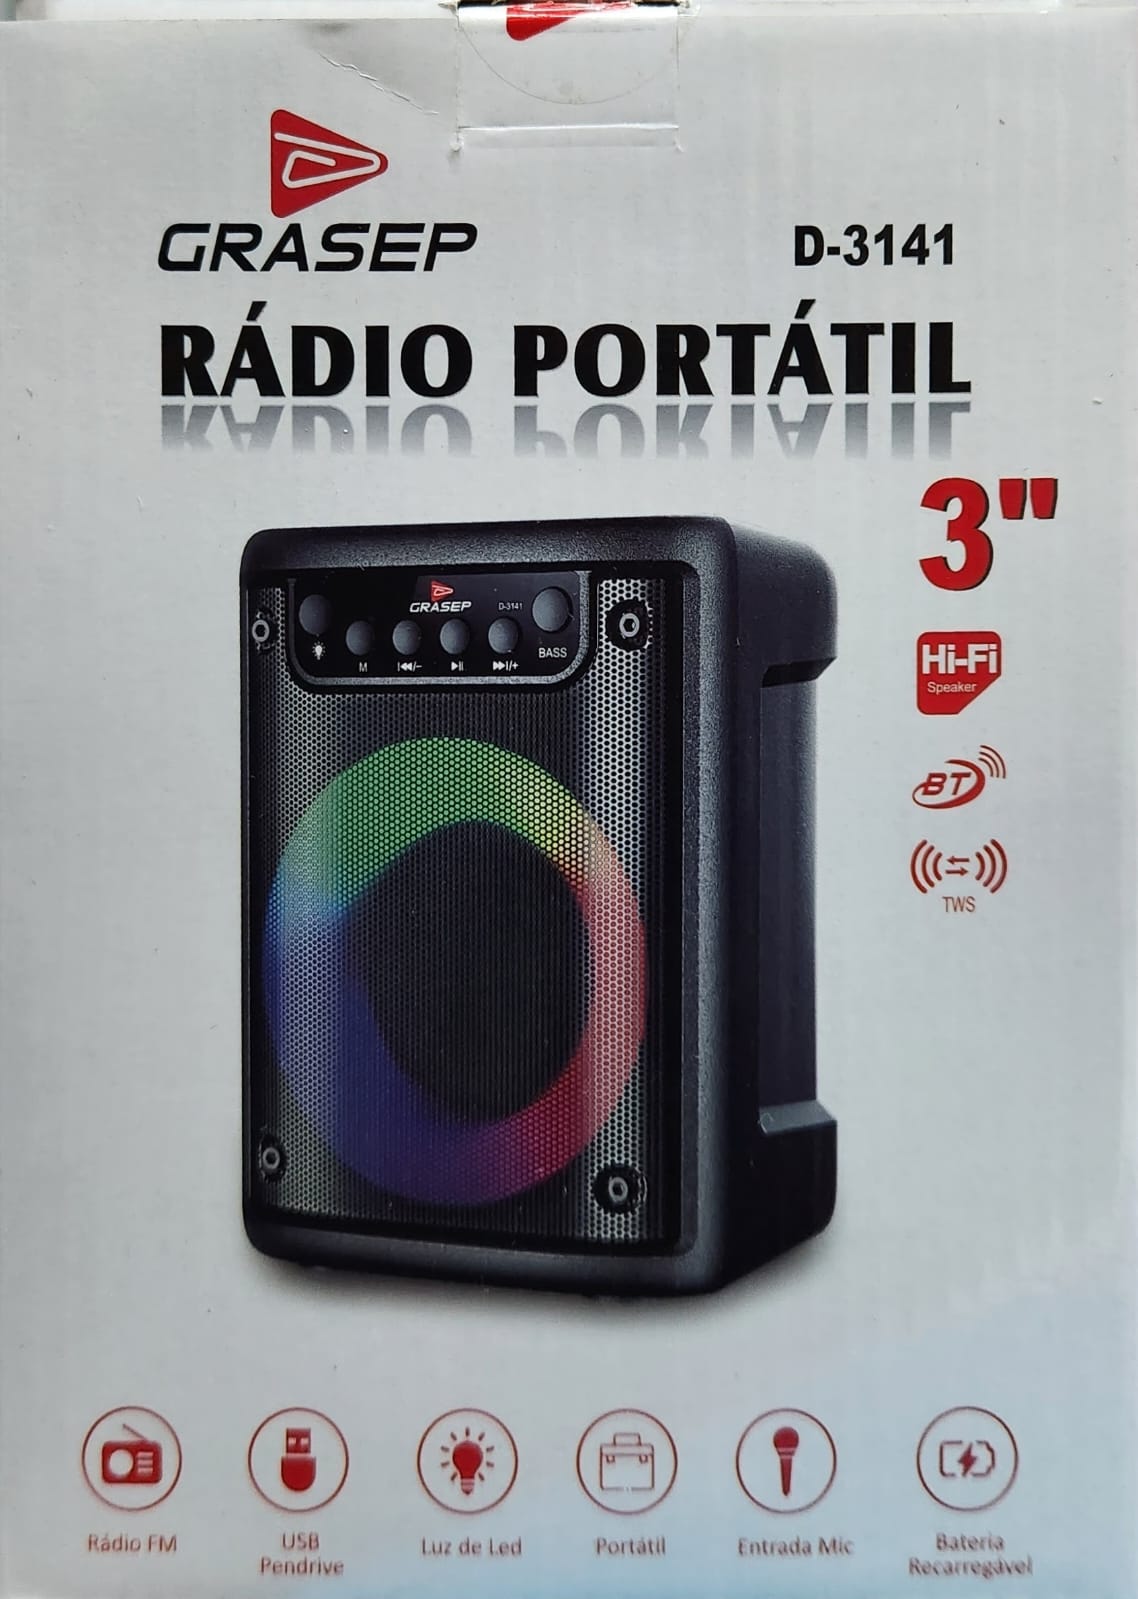 GRASEP
D-3141
RÁDIO PORTÁTIL
3"
Hi-Fi
Speaker
BT
TWS
GRASEP
D-3141
M
BASS
Rádio FM
USB
Pendrive
Luz de Led
Portátil
Entrada Mic
Bateria
Recarregável